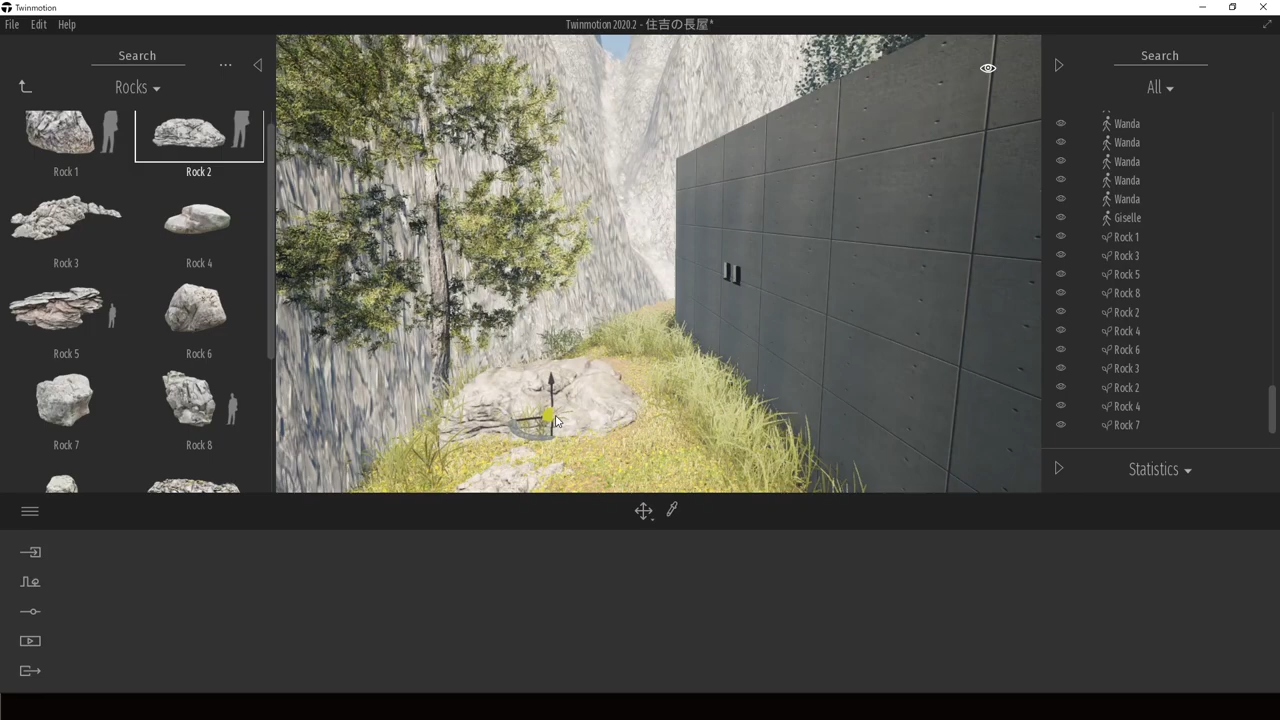 Twinmotion
File Edit Help
Twinmotion 2020.2 - 住吉の長屋*
Search
...
Rocks
Rock 1
Rock 2
Rock 3
Rock 4
Rock 5
Rock 6
Rock 7
Rock 8
Search
All
Wanda
Wanda
Wanda
Wanda
Wanda
Giselle
Rock 1
Rock 3
Rock 5
Rock 8
Rock 2
Rock 4
Rock 6
Rock 3
Rock 2
Rock 4
Rock 7
Statistics